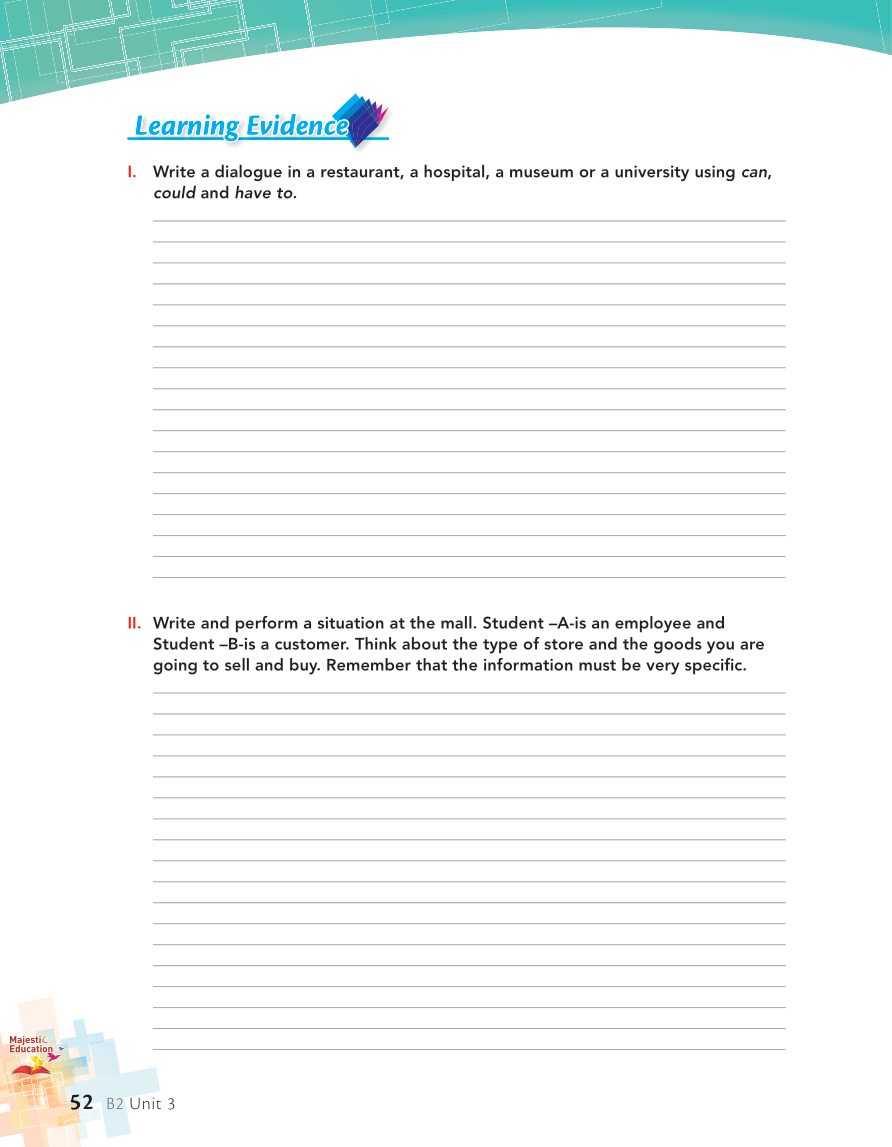 Learning Evidence
I. Write a dialogue in a restaurant, a hospital, a museum or a university using can,
could and have to.
II. Write and perform a situation at the mall. Student –A-is an employee and
Student –B-is a customer. Think about the type of store and the goods you are
going to sell and buy. Remember that the information must be very specific.
Majestic
Education
52 B2 Unit 3